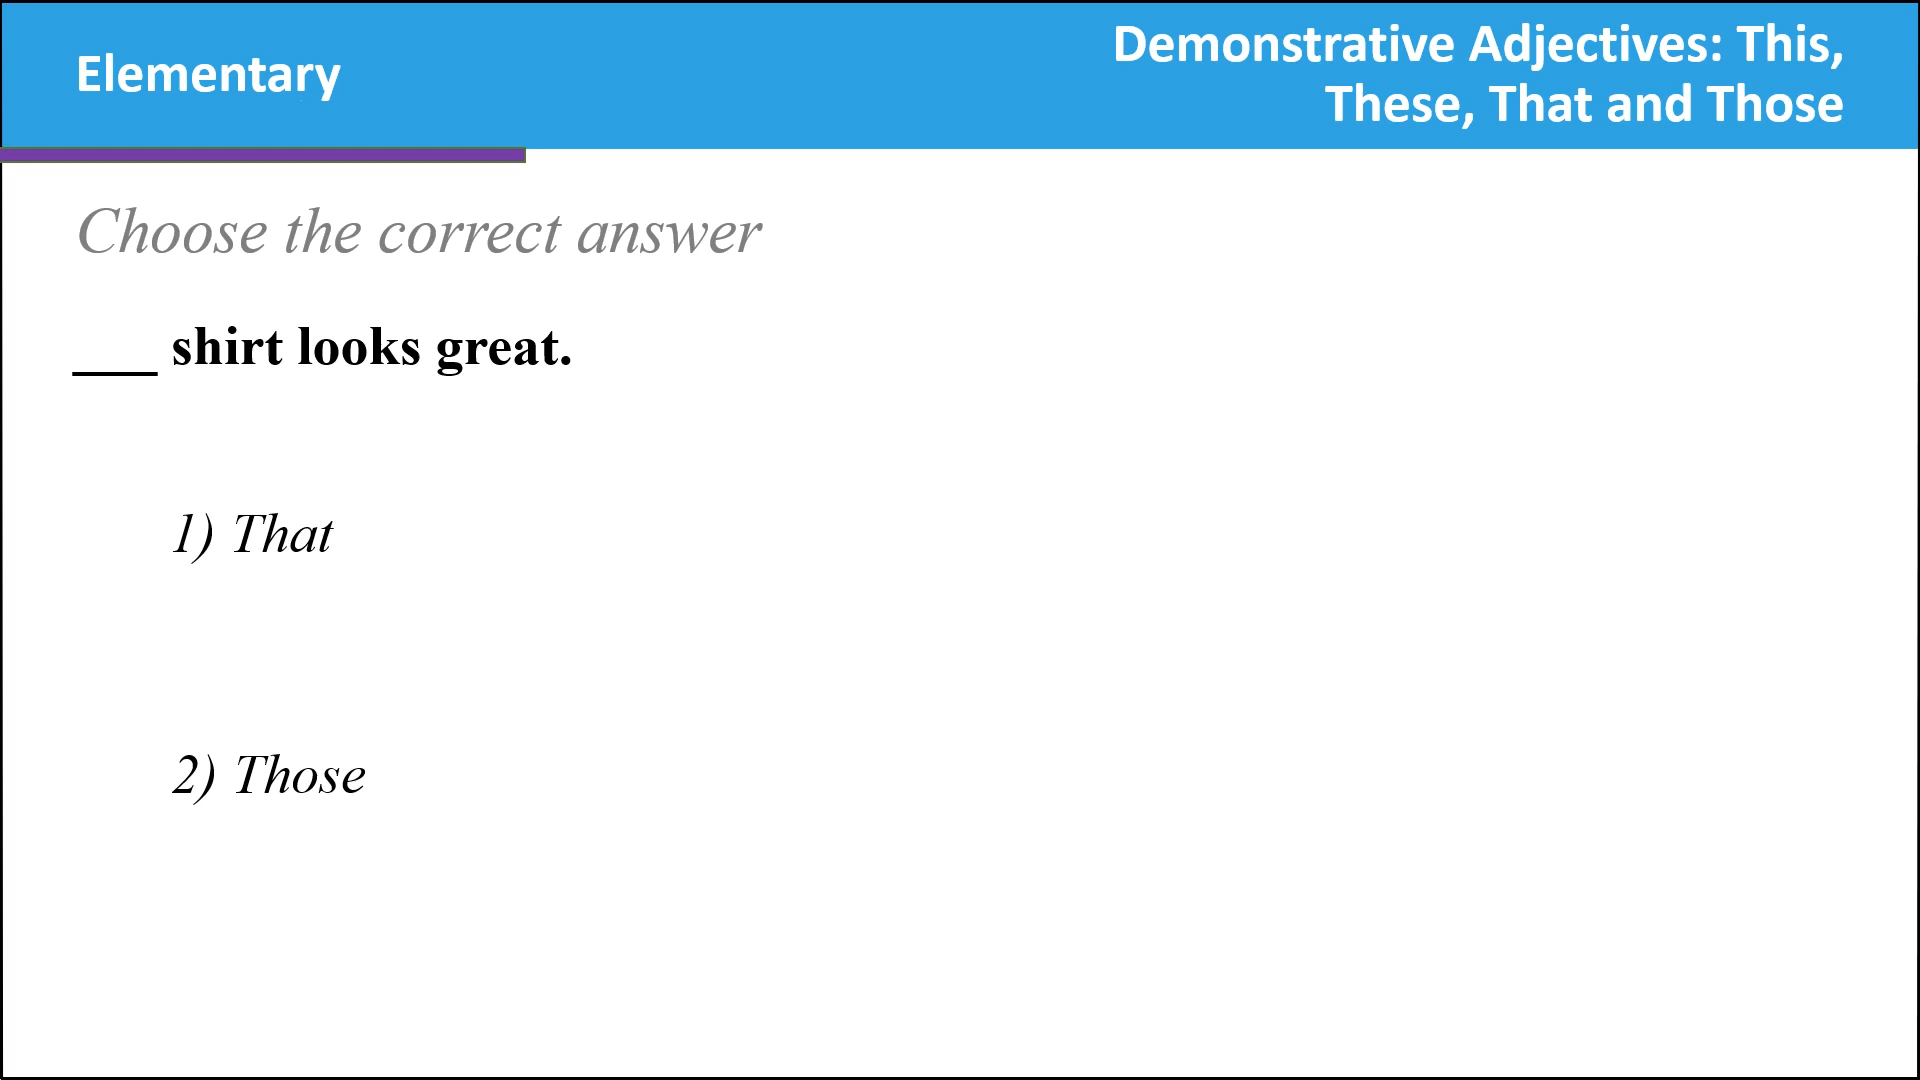 Elementary
Demonstrative Adjectives: This,
These, That and Those
Choose the correct answer
___ shirt looks great.
1) That
2) Those